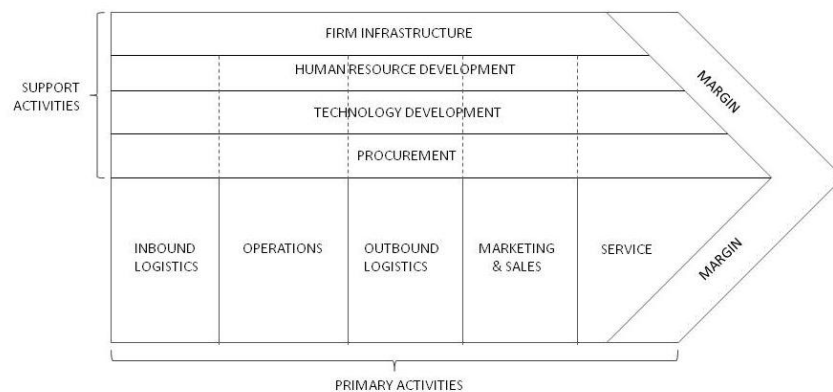 FIRM INFRASTRUCTURE
HUMAN RESOURCE DEVELOPMENT
SUPPORT
ACTIVITIES
TECHNOLOGY DEVELOPMENT
PROCUREMENT
MARGIN
INBOUND
LOGISTICS
OPERATIONS
OUTBOUND
LOGISTICS
MARKETING
& SALES
SERVICE
MARGIN
PRIMARY ACTIVITIES